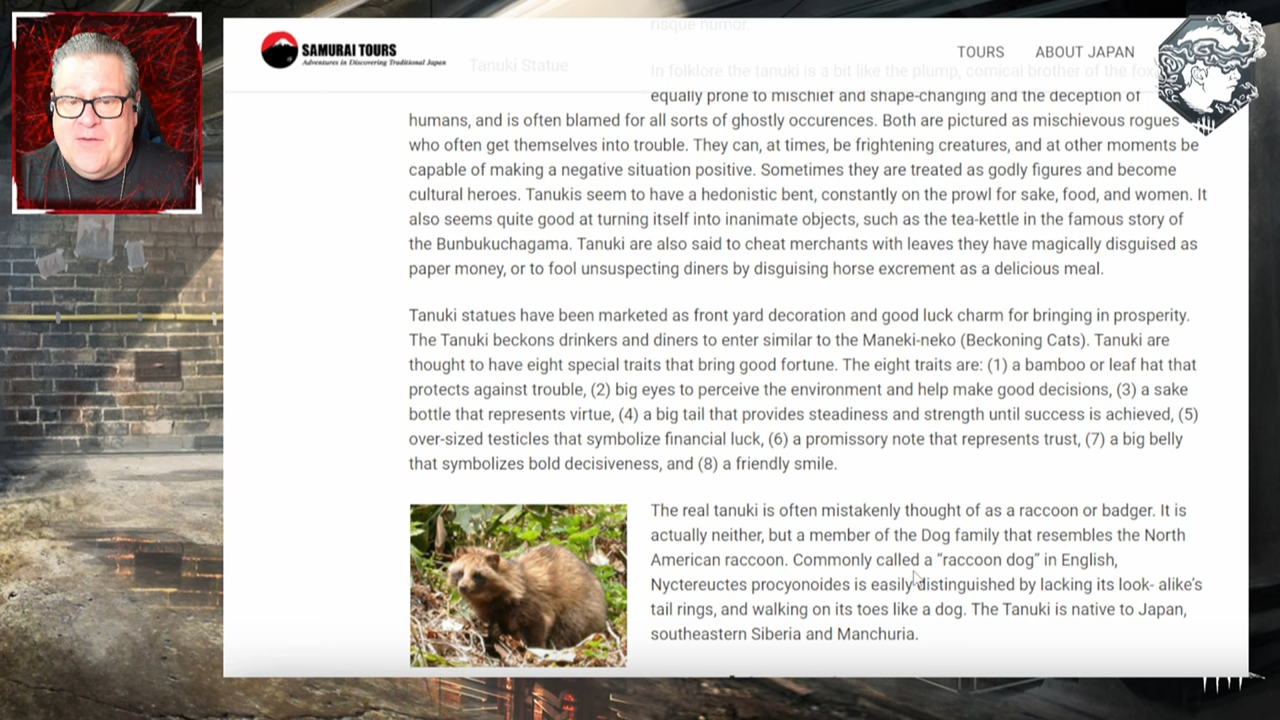 risque humor.
SAMURAI TOURS
Adventures in Discovering Traditional Japan
TOURS
ABOUT JAPAN
Tanuki Statue
In folklore the tanuki is a bit like the plump, comical brother of the fox,
equally prone to mischief and shape-changing and the deception of
humans, and is often blamed for all sorts of ghostly occurences. Both are pictured as mischievous rogues
who often get themselves into trouble. They can, at times, be frightening creatures, and at other moments be
capable of making a negative situation positive. Sometimes they are treated as godly figures and become
cultural heroes. Tanukis seem to have a hedonistic bent, constantly on the prowl for sake, food, and women. It
also seems quite good at turning itself into inanimate objects, such as the tea-kettle in the famous story of
the Bunbukuchagama. Tanuki are also said to cheat merchants with leaves they have magically disguised as
paper money, or to fool unsuspecting diners by disguising horse excrement as a delicious meal.
Tanuki statues have been marketed as front yard decoration and good luck charm for bringing in prosperity.
The Tanuki beckons drinkers and diners to enter similar to the Maneki-neko (Beckoning Cats). Tanuki are
thought to have eight special traits that bring good fortune. The eight traits are: (1) a bamboo or leaf hat that
protects against trouble, (2) big eyes to perceive the environment and help make good decisions, (3) a sake
bottle that represents virtue, (4) a big tail that provides steadiness and strength until success is achieved, (5)
over-sized testicles that symbolize financial luck, (6) a promissory note that represents trust, (7) a big belly
that symbolizes bold decisiveness, and (8) a friendly smile.
The real tanuki is often mistakenly thought of as a raccoon or badger. It is
actually neither, but a member of the Dog family that resembles the North
American raccoon. Commonly called a “raccoon dog” in English,
Nyctereuctes procyonoides is easily distinguished by lacking its look- alike’s
tail rings, and walking on its toes like a dog. The Tanuki is native to Japan,
southeastern Siberia and Manchuria.